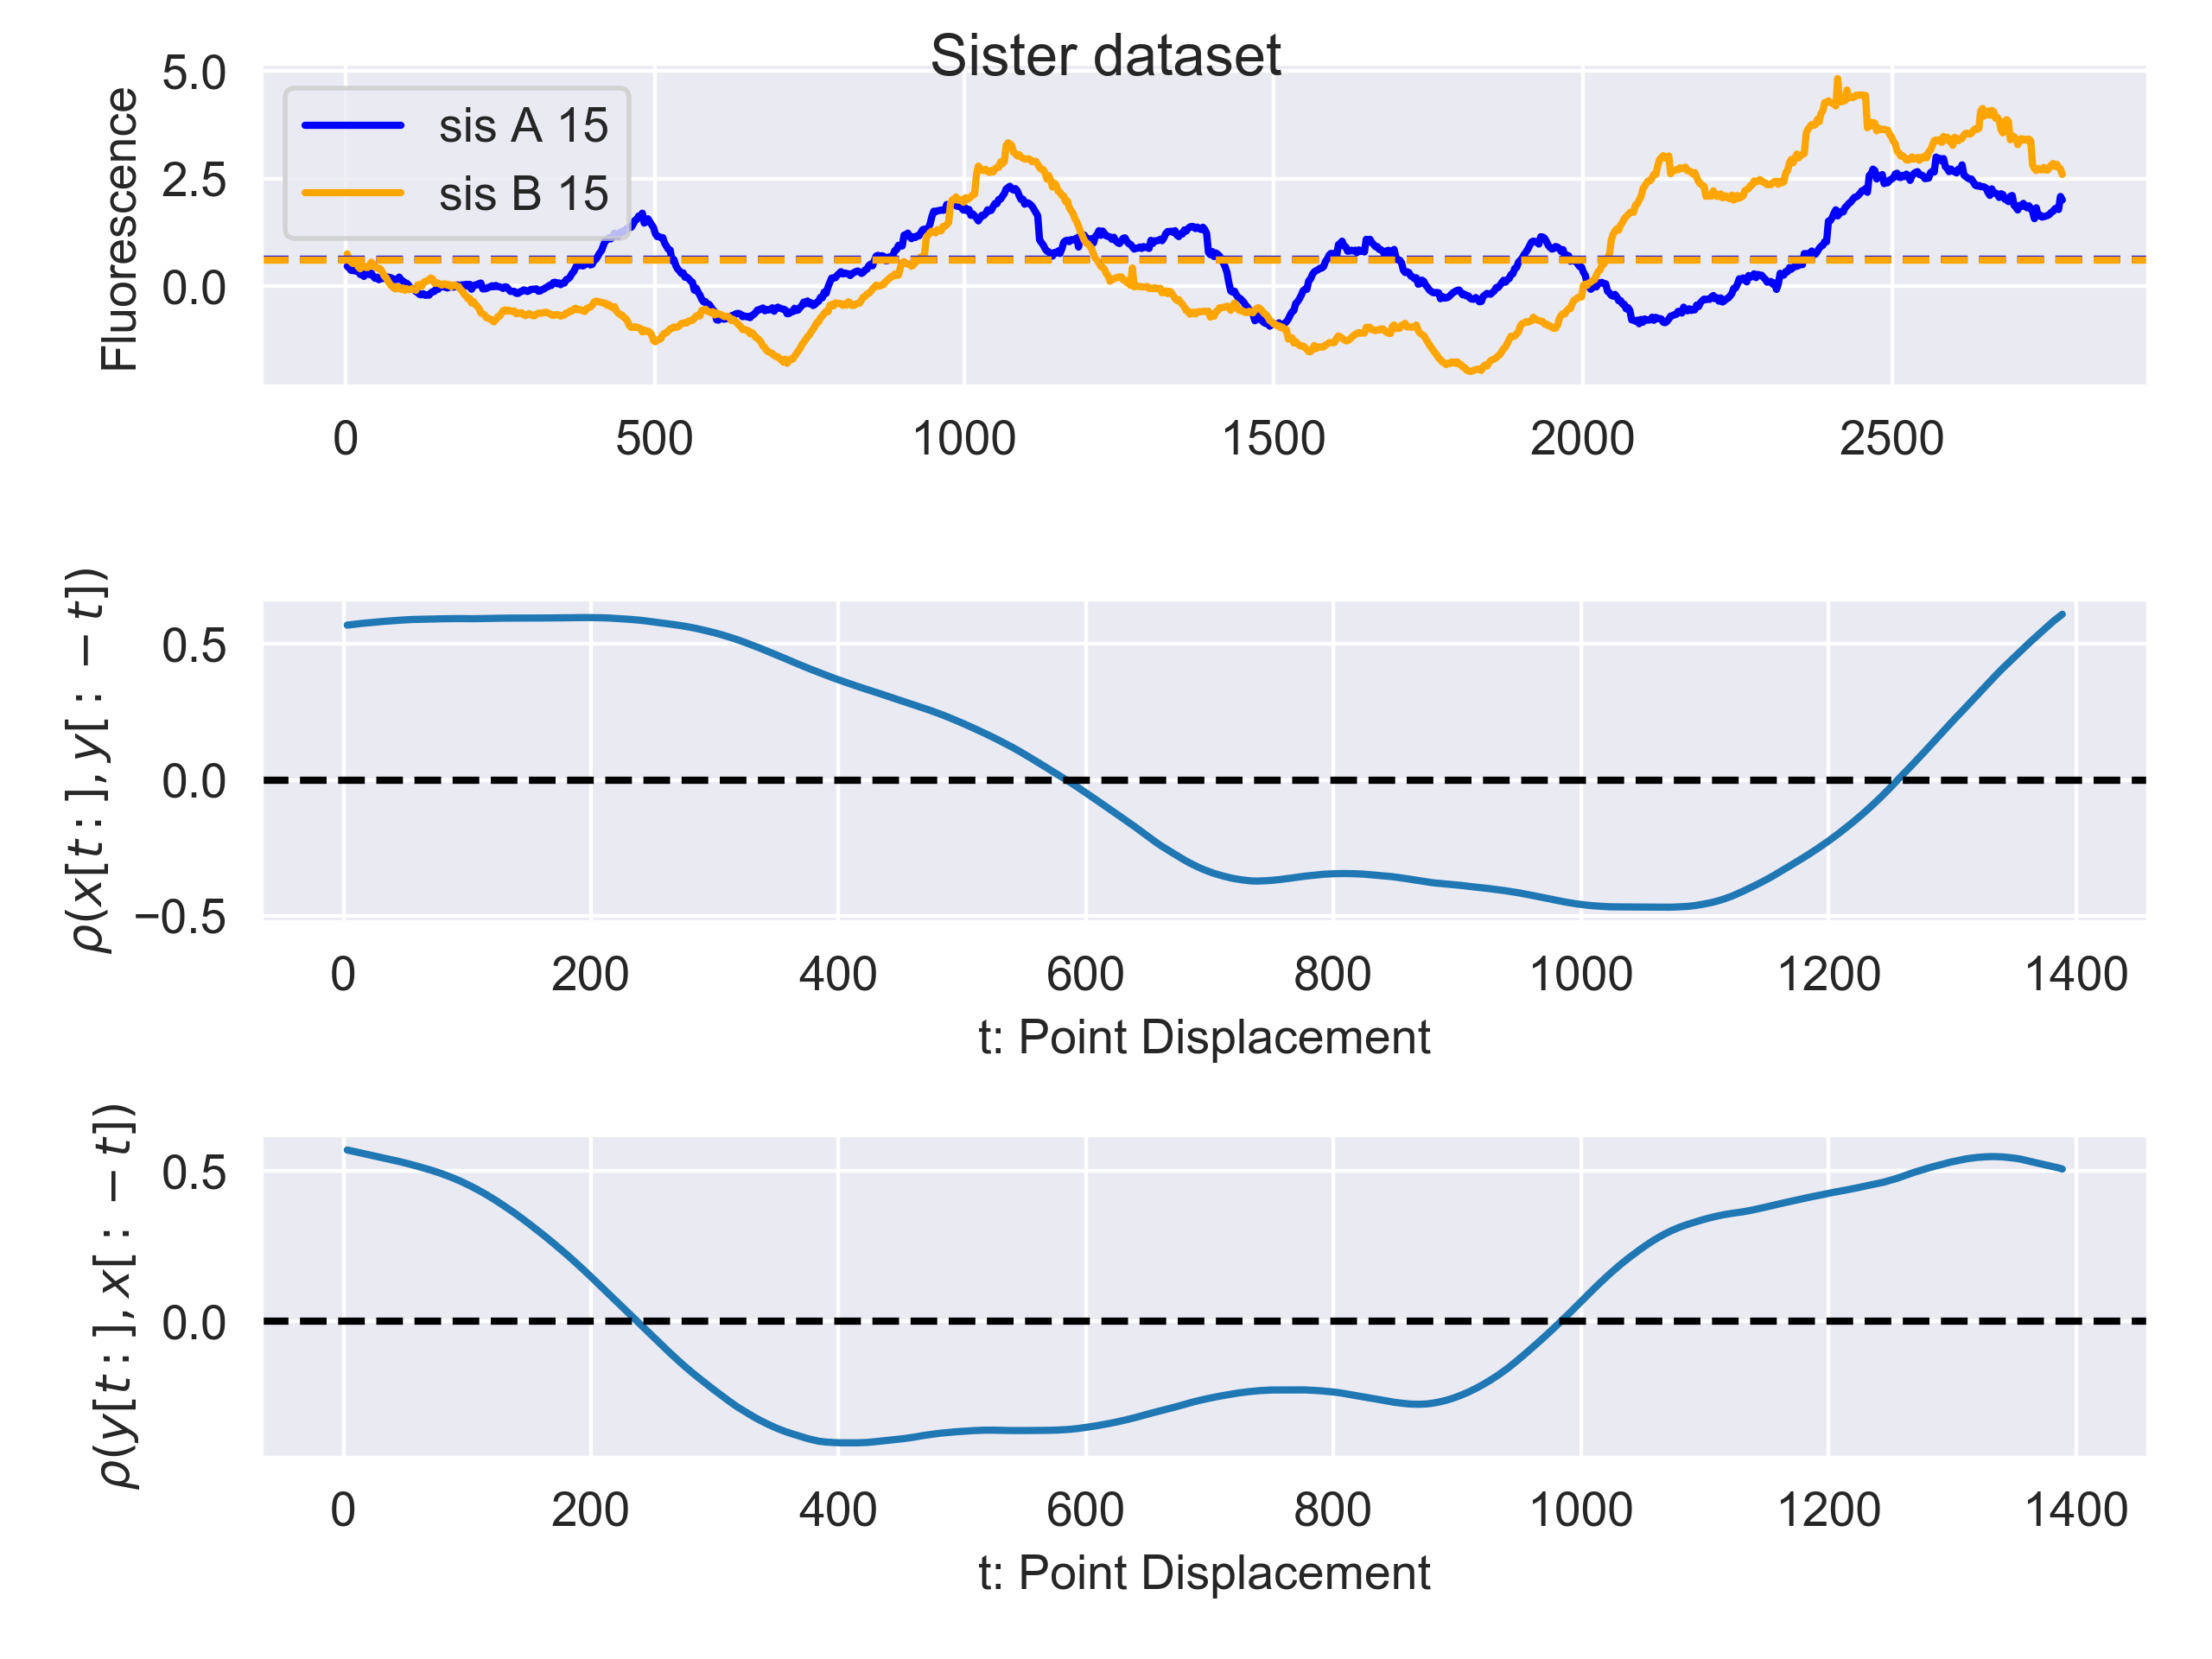 Sister dataset
Fluorescence
5.0
2.5
0.0
sis A 15
sis B 15
0 500 1000 1500 2000 2500
ρ(x[t:], y[: − t])
0.5
0.0
−0.5
0 200 400 600 800 1000 1200 1400
t: Point Displacement
ρ(y[t:], x[: − t])
0.5
0.0
0 200 400 600 800 1000 1200 1400
t: Point Displacement